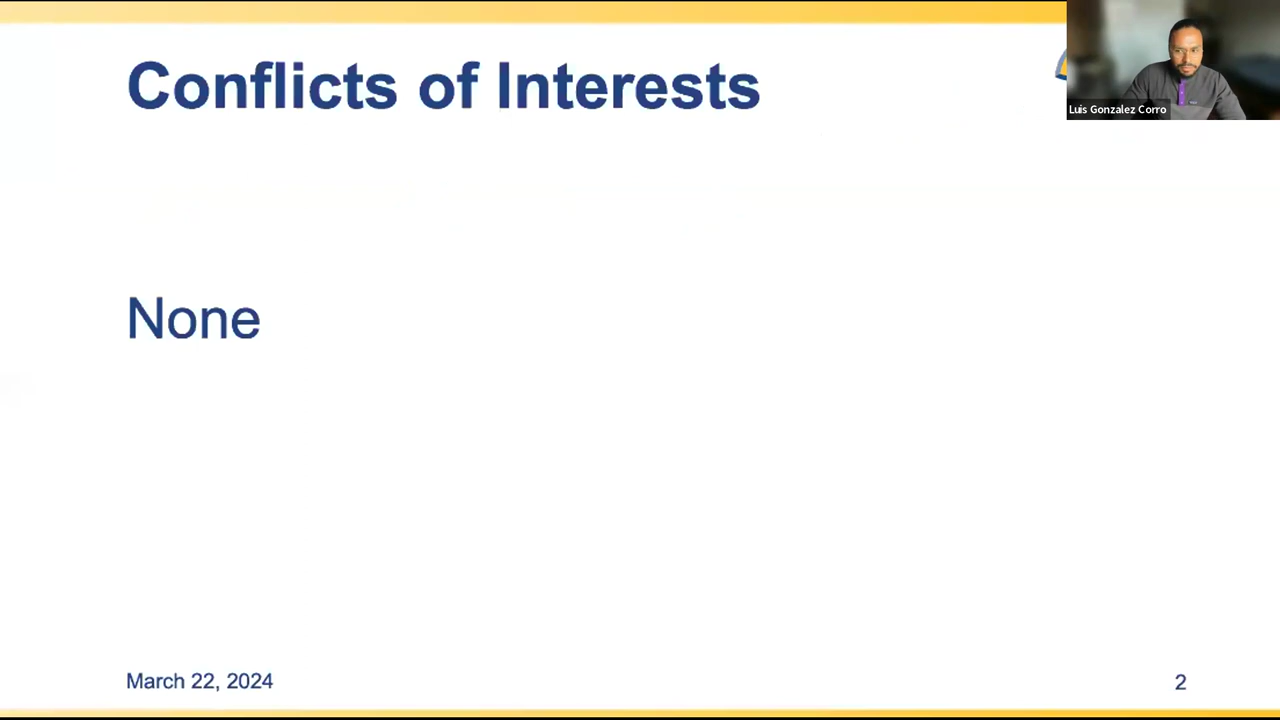 Conflicts of Interests
Luis Gonzalez Corro
None
March 22, 2024
2